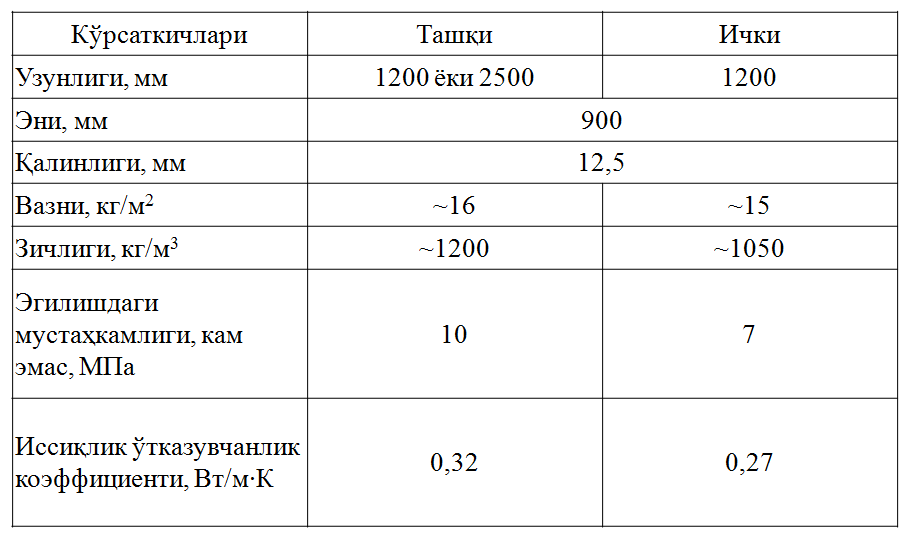 Кўрсаткичлари Ташқи Ички
Узунлиги, мм 1200 ёки 2500 1200
Эни, мм 900
Қалинлиги, мм 12,5
Вазни, кг/м² ~16 ~15
Зичлиги, кг/м³ ~1200 ~1050
Эгилишдаги
мустаҳкамлиги, кам
эмас, МПа
10 7
Иссиқлик ўтказувчанлик
коэффициенти, Вт/м·К
0,32 0,27